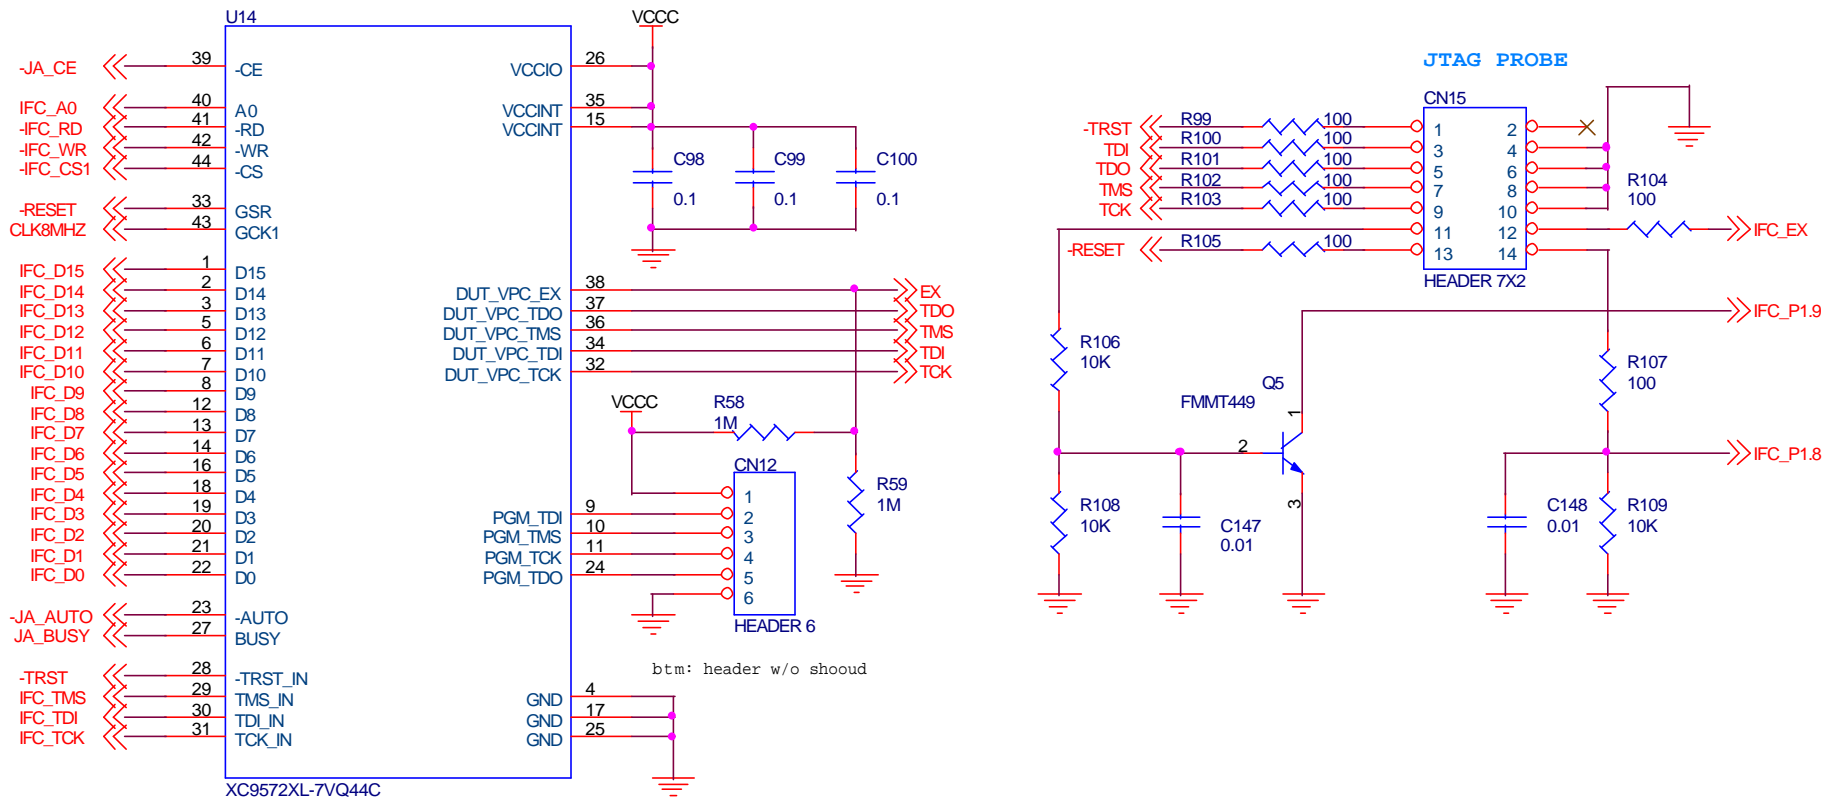 U14
VCCC
39 -CE
-JA_CE
VCCIO 26
IFC_A0 40 A0
-IFC_RD 41 -RD
-IFC_WR 42 -WR
-IFC_CS1 44 -CS
VCCINT 35
VCCINT 15
C98 0.1
C99 0.1
C100 0.1
-RESET 33 GSR
CLK8MHZ 43 GCK1
IFC_D15 1 D15
IFC_D14 2 D14
IFC_D13 3 D13
IFC_D12 5 D12
IFC_D11 6 D11
IFC_D10 7 D10
IFC_D9 8 D9
IFC_D8 12 D8
IFC_D7 13 D7
IFC_D6 14 D6
IFC_D5 16 D5
IFC_D4 18 D4
IFC_D3 19 D3
IFC_D2 20 D2
IFC_D1 21 D1
IFC_D0 22 D0
-JA_AUTO 23 -AUTO
JA_BUSY 27 BUSY
-TRST 28 -TRST_IN
IFC_TMS 29 TMS_IN
IFC_TDI 30 TDI_IN
IFC_TCK 31 TCK_IN
DUT_VPC_EX 38 EX
DUT_VPC_TDO 37 TDO
DUT_VPC_TMS 36 TMS
DUT_VPC_TDI 34 TDI
DUT_VPC_TCK 32 TCK
VCCC
R58
1M
R59
1M
CN12
1
PGM_TDI 9 2
PGM_TMS 10 3
PGM_TCK 11 4
PGM_TDO 24 5
6
HEADER 6
btm: header w/o shooud
GND 4
GND 17
GND 25
XC9572XL-7VQ44C
JTAG PROBE
CN15
-TRST R99 100 1 2
TDI R100 100 3 4
TDO R101 100 5 6
TMS R102 100 7 8
TCK R103 100 9 10
11 12
-RESET R105 100 13 14
HEADER 7X2
R104
100
IFC_EX
IFC_P1.9
R106
10K
R107
100
Q5
FMMT449
1
2
3
IFC_P1.8
R108
10K
C147
0.01
C148
0.01
R109
10K